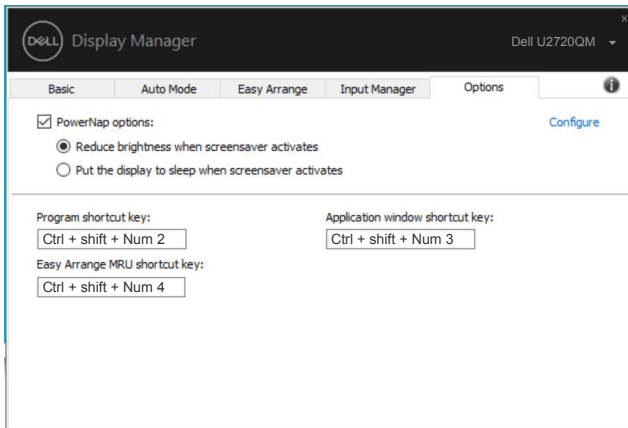 DELL Display Manager
x
Dell U2720QM
Basic Auto Mode Easy Arrange Input Manager Options
PowerNap options: Configure
Reduce brightness when screensaver activates
Put the display to sleep when screensaver activates
Program shortcut key: Application window shortcut key:
Ctrl + shift + Num 2 Ctrl + shift + Num 3
Easy Arrange MRU shortcut key:
Ctrl + shift + Num 4